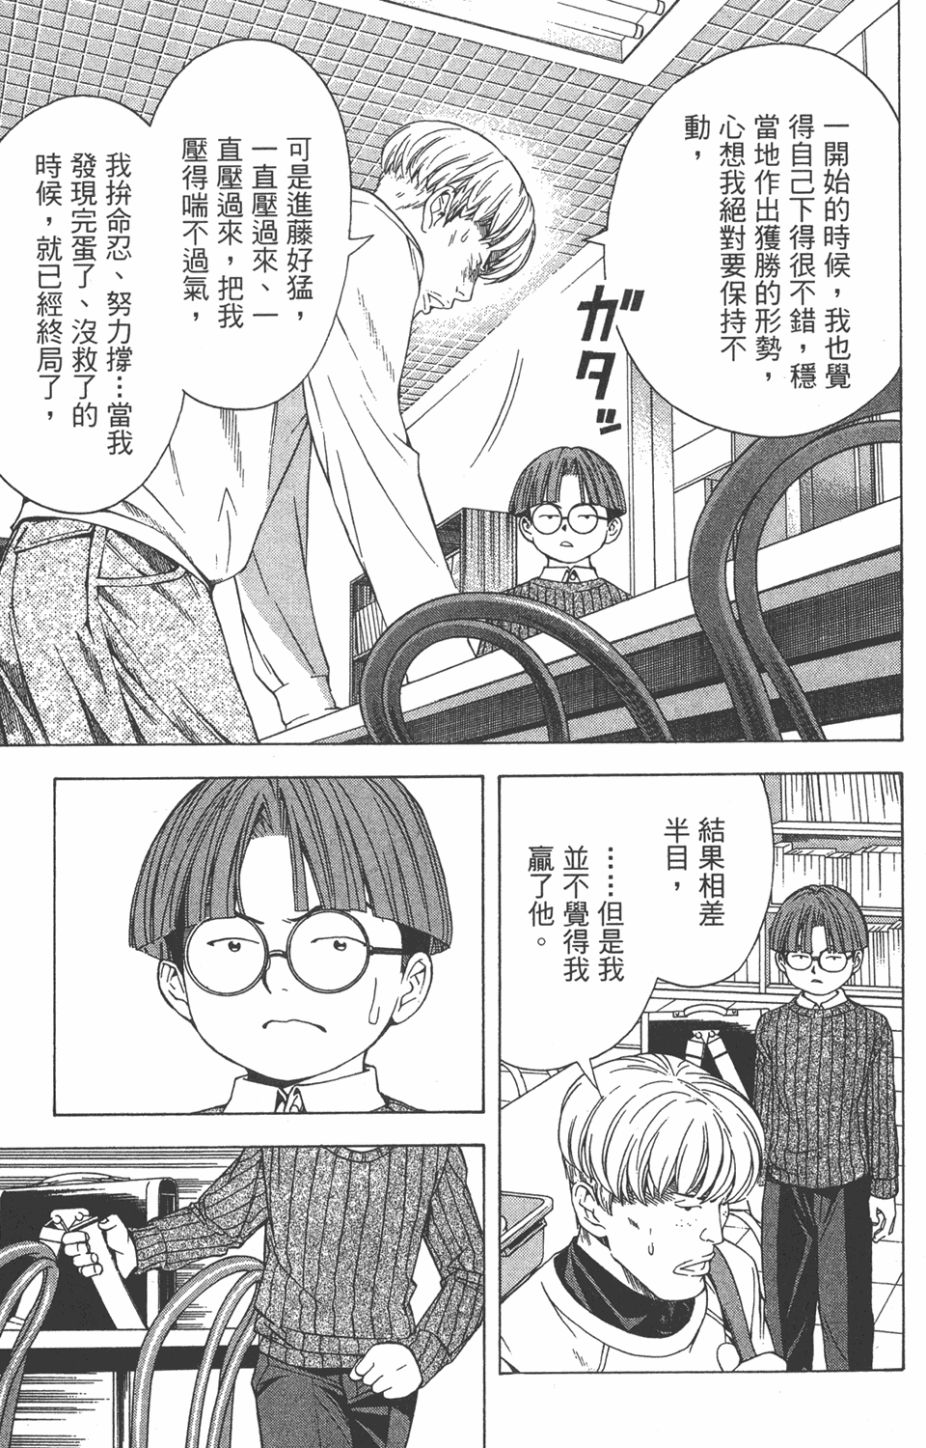 一開始的時候，我也覺
得自己下得很不錯，穩
當地作出獲勝的形勢，
心想我絕對要保持不
動，
可是進藤好猛，
一直壓過來、一
直壓過來，把我
壓得喘不過氣，
我拚命忍、努力撐…當我
發現完蛋了、沒救了的
時候，就已經終局了，
ガタッ
結果相差
半目，
……但是我
並不覺得我
贏了他。